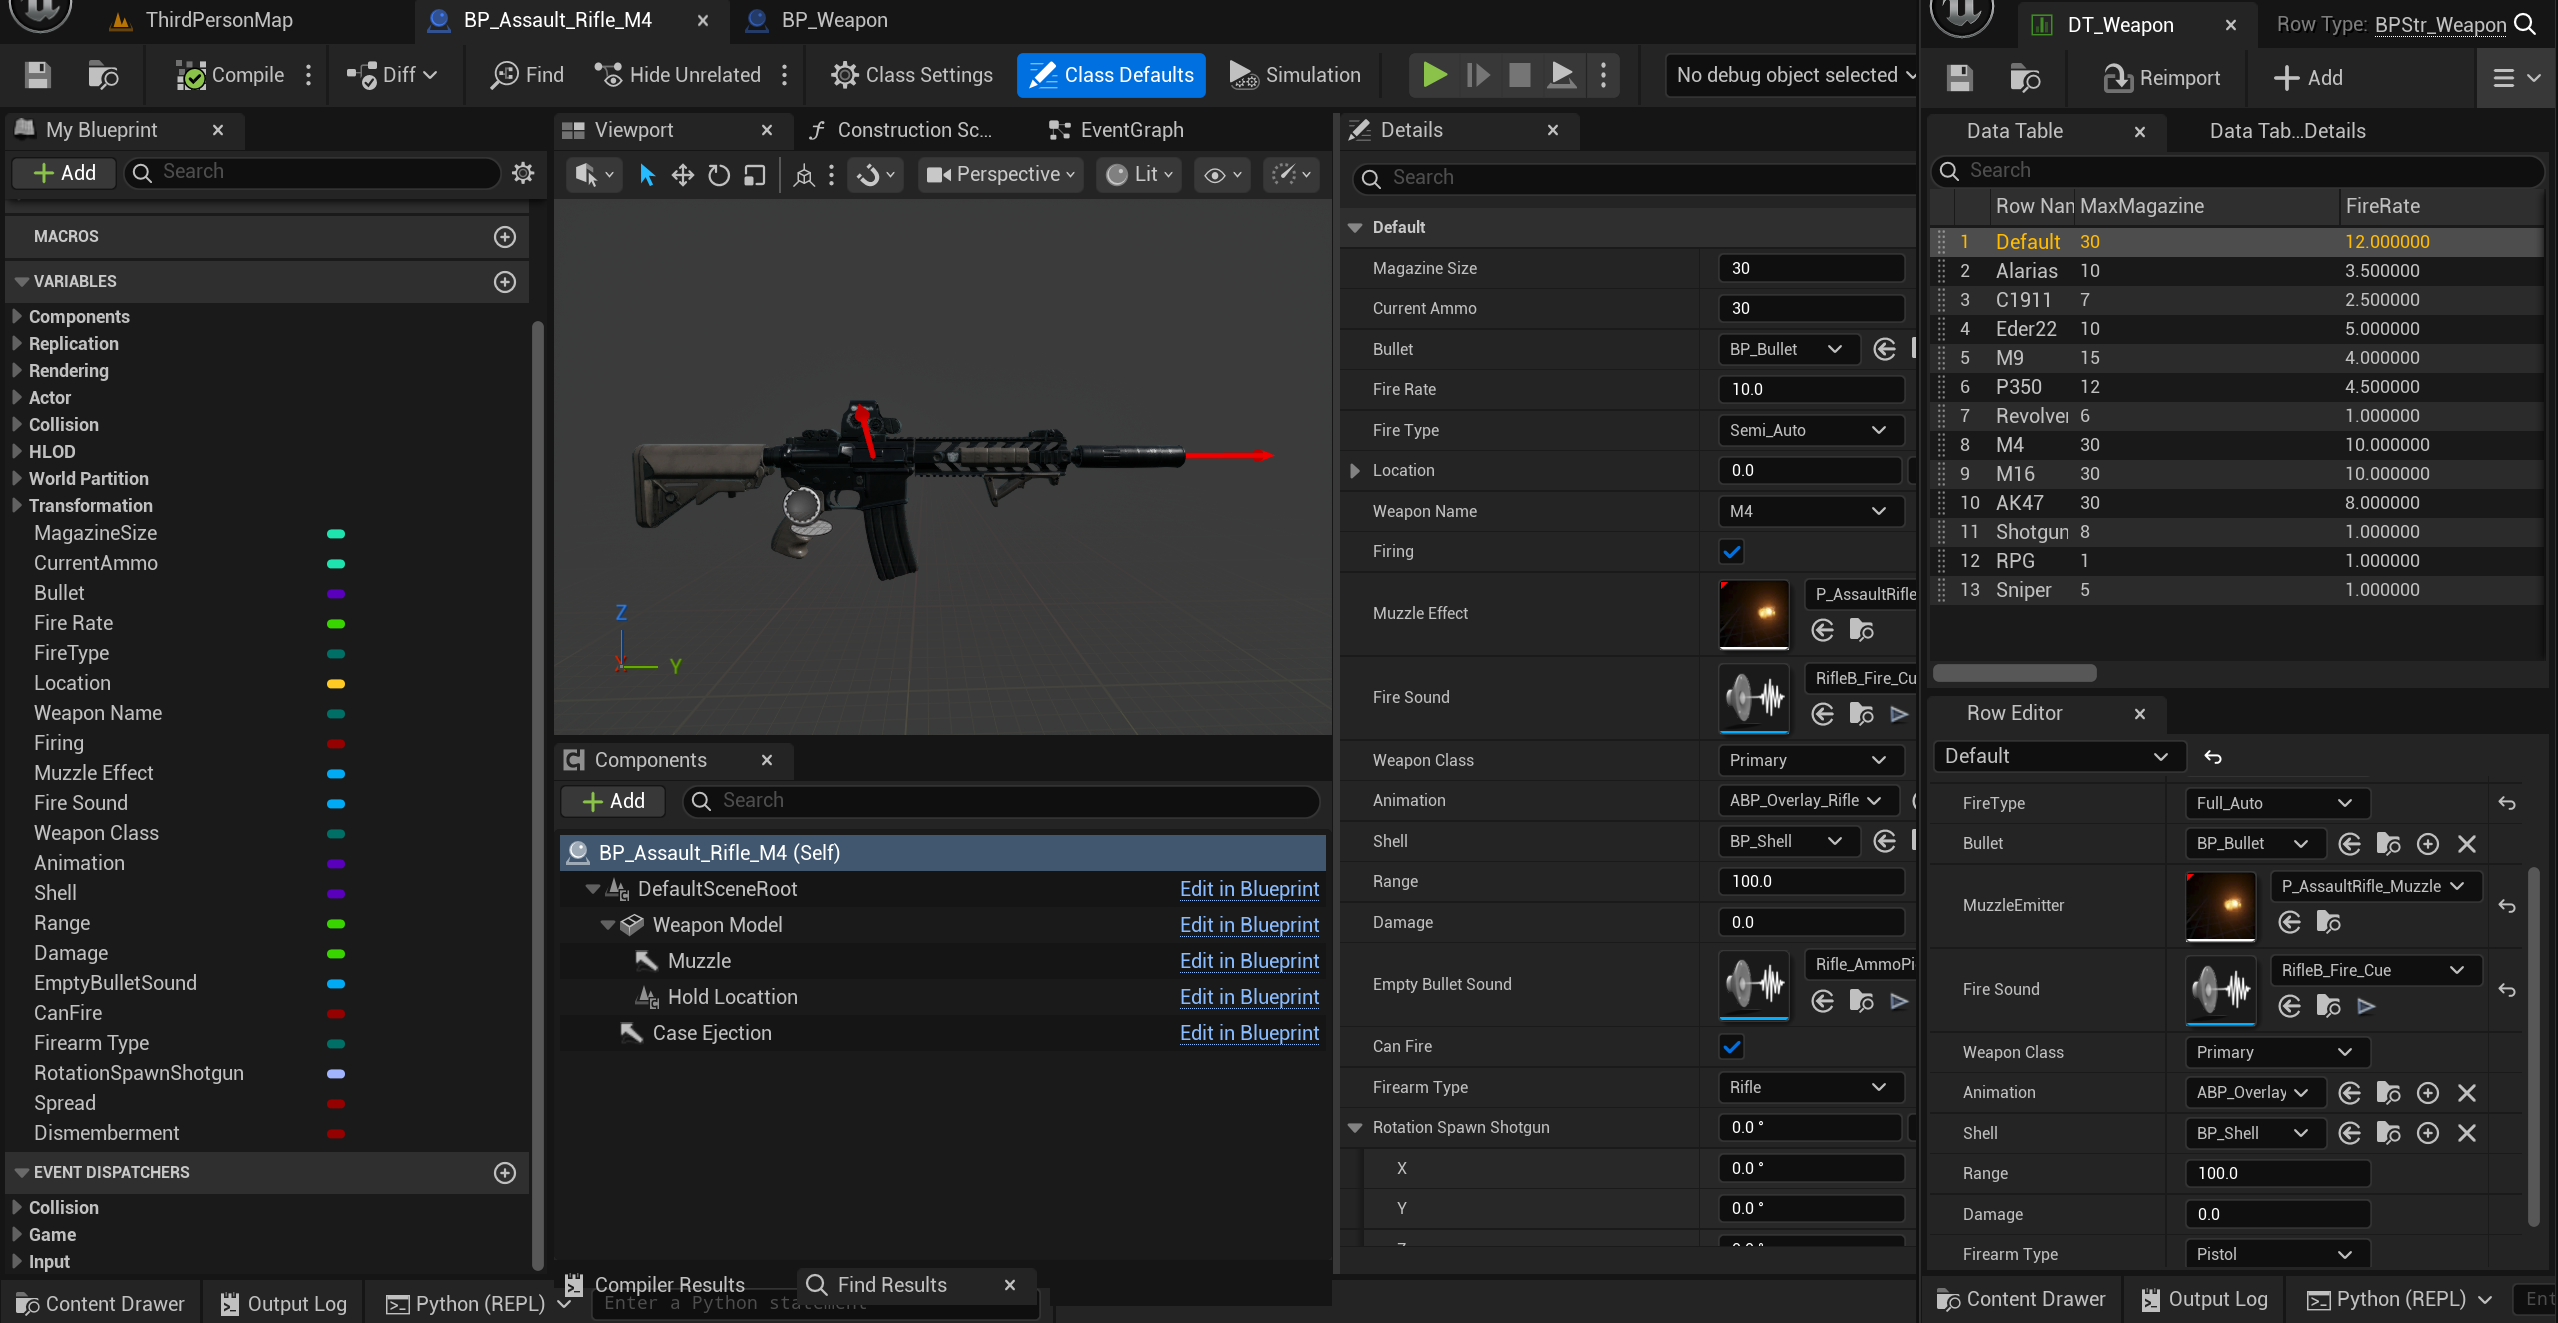 ThirdPersonMap
BP_Assault_Rifle_M4
BP_Weapon
Compile
Diff
Find
Hide Unrelated
Class Settings
Class Defaults
Simulation
No debug object selected
My Blueprint
Add
Search
MACROS
VARIABLES
Components
Replication
Rendering
Actor
Collision
HLOD
World Partition
Transformation
MagazineSize
CurrentAmmo
Bullet
Fire Rate
FireType
Location
Weapon Name
Firing
Muzzle Effect
Fire Sound
Weapon Class
Animation
Shell
Range
Damage
EmptyBulletSound
CanFire
Firearm Type
RotationSpawnShotgun
Spread
Dismemberment
EVENT DISPATCHERS
Collision
Game
Input
Content Drawer
Output Log
Python (REPL)
Enter a Python statement
Viewport
Construction Sc...
EventGraph
Perspective
Lit
Z
Y
Components
Add
Search
BP_Assault_Rifle_M4 (Self)
DefaultSceneRoot Edit in Blueprint
Weapon Model Edit in Blueprint
Muzzle Edit in Blueprint
Hold Locattion Edit in Blueprint
Case Ejection Edit in Blueprint
Compiler Results
Find Results
Details
Search
Default
Magazine Size 30
Current Ammo 30
Bullet BP_Bullet
Fire Rate 10.0
Fire Type Semi_Auto
Location 0.0
Weapon Name M4
Firing
Muzzle Effect P_AssaultRifle
Fire Sound RifleB_Fire_Cu
Weapon Class Primary
Animation ABP_Overlay_Rifle
Shell BP_Shell
Range 100.0
Damage 0.0
Empty Bullet Sound Rifle_AmmoPi
Can Fire
Firearm Type Rifle
Rotation Spawn Shotgun 0.0 °
X 0.0 °
Y 0.0 °
DT_Weapon
Row Type: BPStr_Weapon
Reimport
Add
Data Table
Data Tab...Details
Search
Row Nan MaxMagazine FireRate
1 Default 30 12.000000
2 Alarias 10 3.500000
3 C1911 7 2.500000
4 Eder22 10 5.000000
5 M9 15 4.000000
6 P350 12 4.500000
7 Revolver 6 1.000000
8 M4 30 10.000000
9 M16 30 10.000000
10 AK47 30 8.000000
11 Shotgun 8 1.000000
12 RPG 1 1.000000
13 Sniper 5 1.000000
Row Editor
Default
FireType Full_Auto
Bullet BP_Bullet
MuzzleEmitter P_AssaultRifle_Muzzle
Fire Sound RifleB_Fire_Cue
Weapon Class Primary
Animation ABP_Overlay
Shell BP_Shell
Range 100.0
Damage 0.0
Firearm Type Pistol
Content Drawer
Output Log
Python (REPL)
Ent